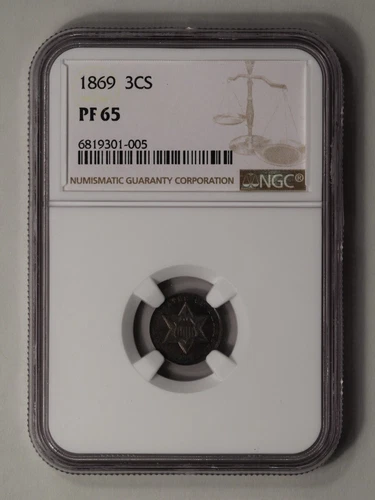 1869 3CS
PF 65
6819301-005
NUMISMATIC GUARANTY CORPORATION NGC®